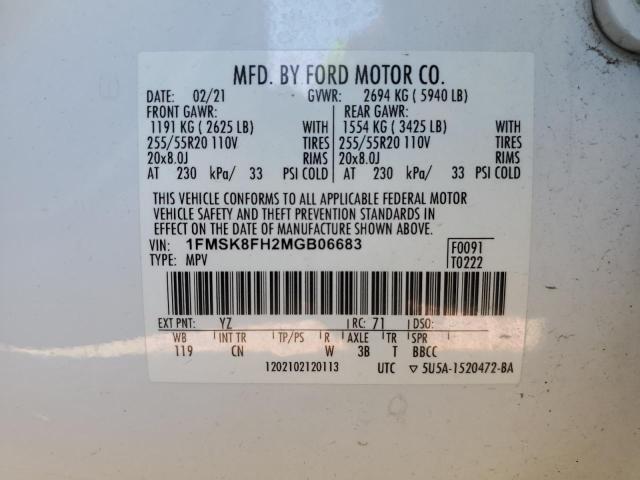 MFD. BY FORD MOTOR CO.
DATE: 02/21 GVWR: 2694 KG ( 5940 LB)
FRONT GAWR: REAR GAWR:
1191 KG ( 2625 LB) WITH 1554 KG ( 3425 LB) WITH
255/55R20 110V TIRES 255/55R20 110V TIRES
20x8.0J RIMS 20x8.0J RIMS
AT 230 kPa/ 33 PSI COLD AT 230 kPa/ 33 PSI COLD
THIS VEHICLE CONFORMS TO ALL APPLICABLE FEDERAL MOTOR
VEHICLE SAFETY AND THEFT PREVENTION STANDARDS IN
EFFECT ON THE DATE OF MANUFACTURE SHOWN ABOVE.
VIN: 1FMSK8FH2MGB06683 F0091
TYPE: MPV T0222
EXT PNT: YZ RC: 71 DSO:
WB INT TR TP/PS R AXLE TR SPR
119 CN W 3B T BBCC
1202102120113 UTC ▽ 5U5A-1520472-BA